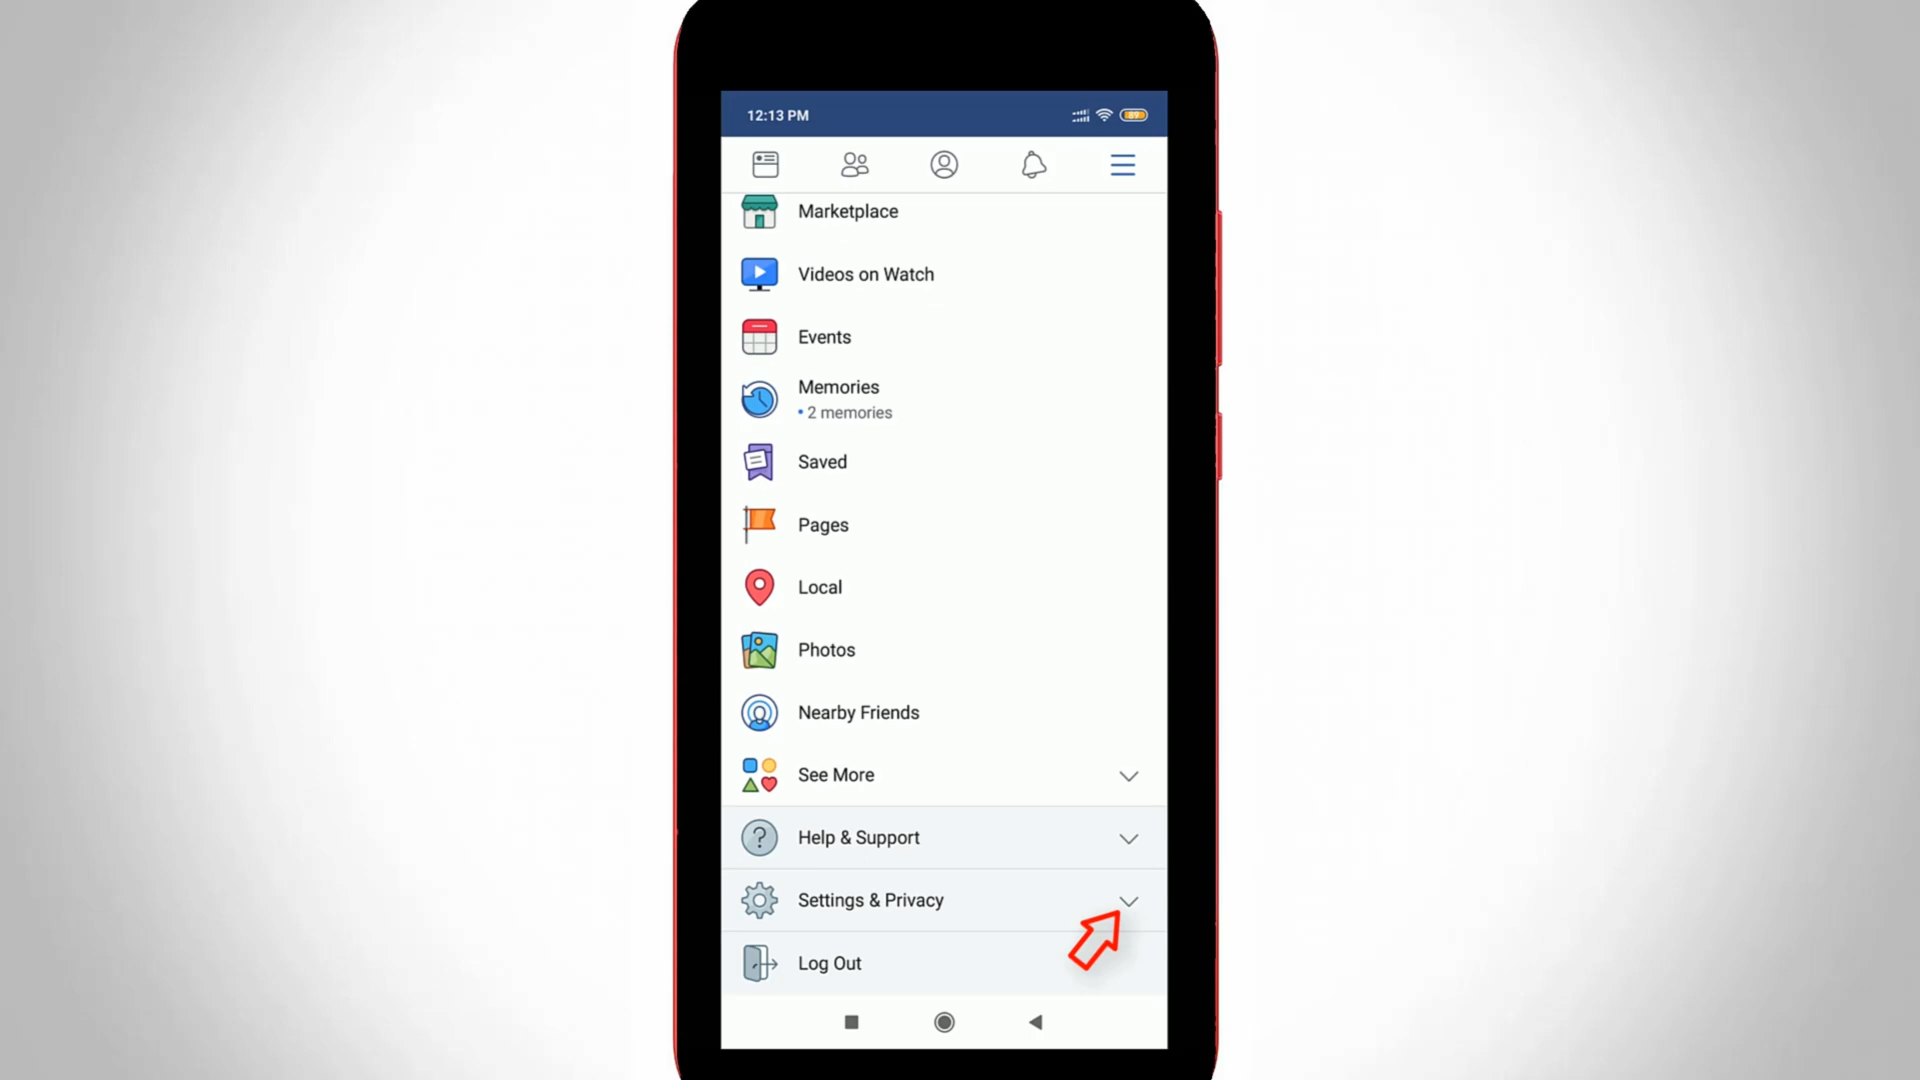 12:13 PM
89
Marketplace
Videos on Watch
Events
Memories
• 2 memories
Saved
Pages
Local
Photos
Nearby Friends
See More
Help & Support
Settings & Privacy
Log Out